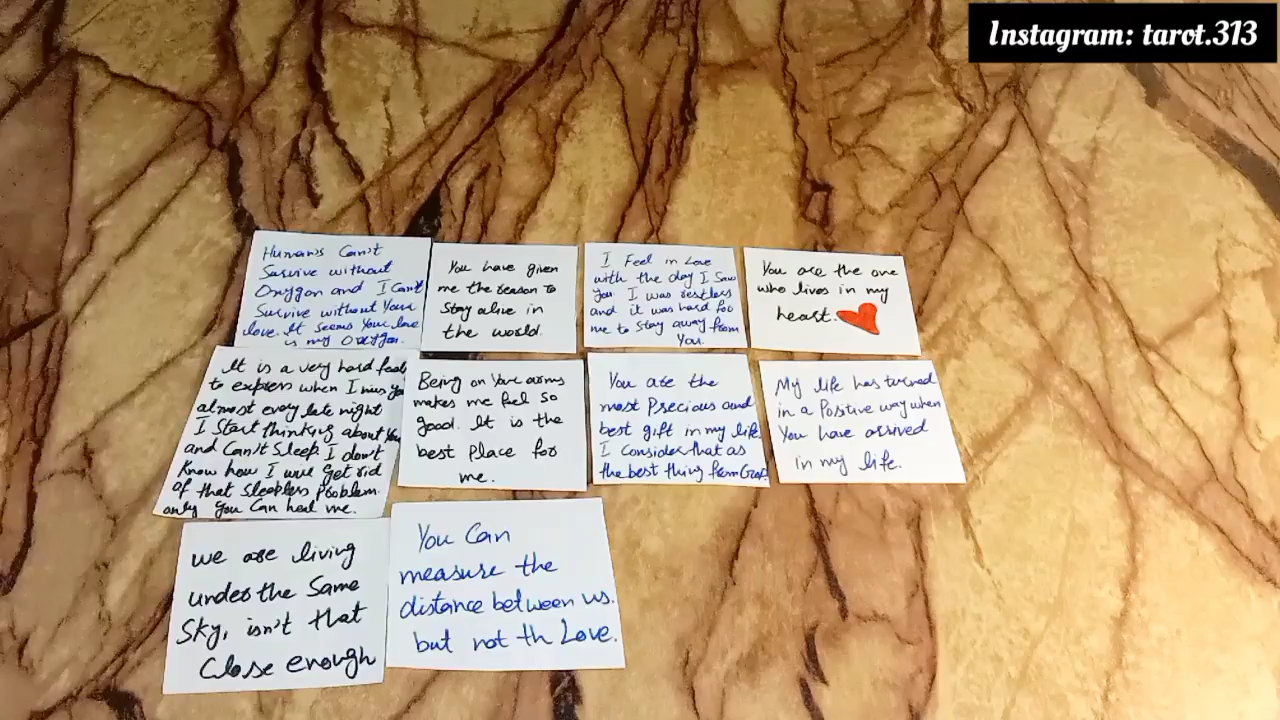 Instagram: tarot.313
Humans Can't
Survive without
Oxygon and I Can't
Survive without Your
love. It seems Your love
is my Oxygon.
You have given
me the reason to
Stay alive in
the world.
I Feel in Love
with the day I Saw
You I was restless
and it was hard for
me to Stay away from
You.
You are the one
who lives in my
heart.
It is a very hard feel
to express when I miss You
almost every late night
I Start thinking about You
and Can't Sleep. I don't
know how I will get rid
of that Sleepless Problem.
only You Can heal me.
Being on Your arms
makes me feel So
good. It is the
best Place for
me.
You are the
most Precious and
best gift in my life.
I consider that as
the best thing from God.
My life has turned
in a Positive way when
You have arrived
in my life.
we are living
under the Same
Sky, isn't that
Close enough
You Can
measure the
distance between us.
but not th Love.